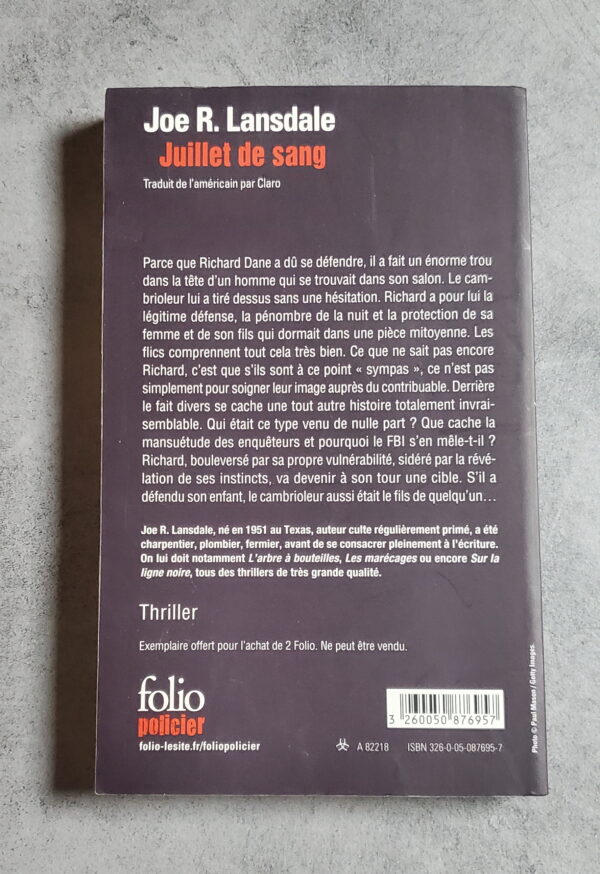 Joe R. Lansdale
Juillet de sang
Traduit de l'américain par Claro
Parce que Richard Dane a dû se défendre, il a fait un énorme trou
dans la tête d'un homme qui se trouvait dans son salon. Le cam-
brioleur lui a tiré dessus sans une hésitation. Richard a pour lui la
légitime défense, la pénombre de la nuit et la protection de sa
femme et de son fils qui dormait dans une pièce mitoyenne. Les
flics comprennent tout cela très bien. Ce que ne sait pas encore
Richard, c'est que s'ils sont à ce point « sympas », ce n'est pas
simplement pour soigner leur image auprès du contribuable. Derrière
le fait divers se cache une tout autre histoire totalement invrai-
semblable. Qui était ce type venu de nulle part ? Que cache la
mansuétude des enquêteurs et pourquoi le FBI s'en mêle-t-il ?
Richard, bouleversé par sa propre vulnérabilité, sidéré par la révé-
lation de ses instincts, va devenir à son tour une cible. S'il a
défendu son enfant, le cambrioleur aussi était le fils de quelqu'un…
Joe R. Lansdale, né en 1951 au Texas, auteur culte régulièrement primé, a été
charpentier, plombier, fermier, avant de se consacrer pleinement à l'écriture.
On lui doit notamment L'arbre à bouteilles, Les marécages ou encore Sur la
ligne noire, tous des thrillers de très grande qualité.
Thriller
Exemplaire offert pour l'achat de 2 Folio. Ne peut être vendu.
folio
policier
folio-lesite.fr/foliopolicier
3 260050 876957
A 82218
ISBN 326-0-05-087695-7
Photo © Paul Mason / Getty Images.